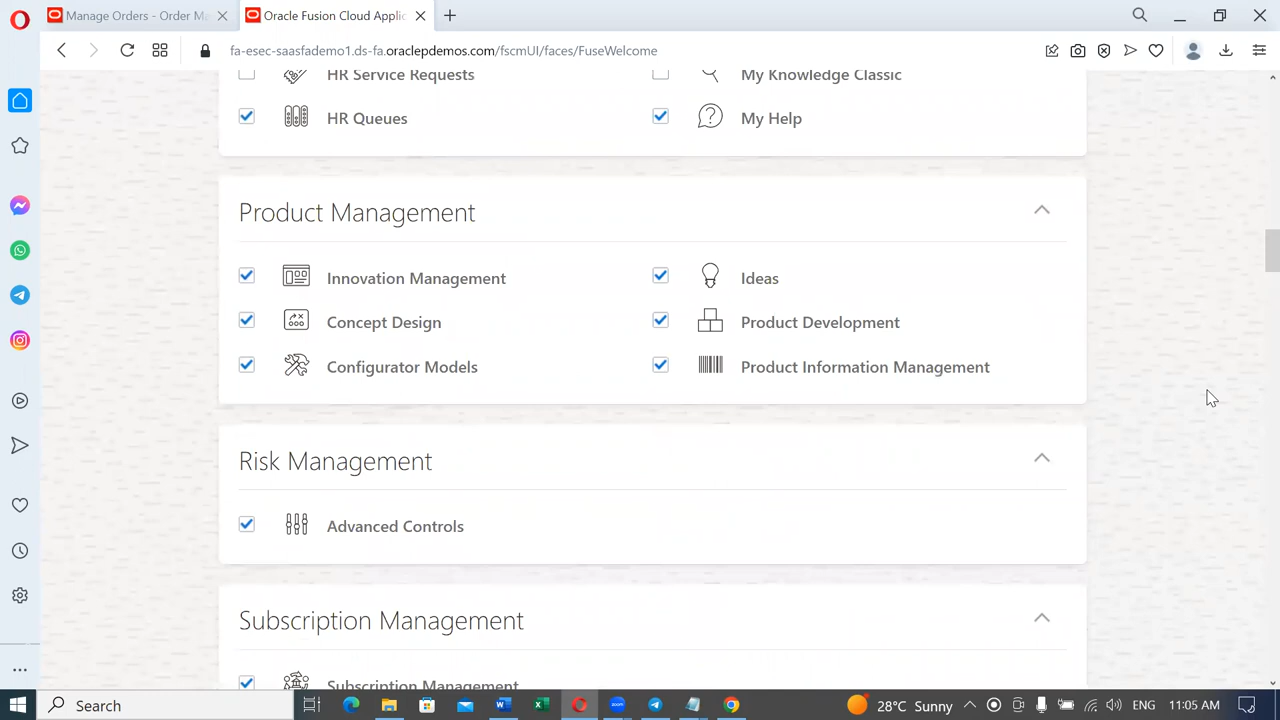 Manage Orders - Order Ma
Oracle Fusion Cloud Applic
fa-esec-saasfademo1.ds-fa.oraclepdemos.com/fscmUI/faces/FuseWelcome
HR Service Requests
My Knowledge Classic
HR Queues
My Help
Product Management
Innovation Management
Ideas
Concept Design
Product Development
Configurator Models
Product Information Management
Risk Management
Advanced Controls
Subscription Management
Subscription Management
Search
28°C Sunny
ENG
11:05 AM